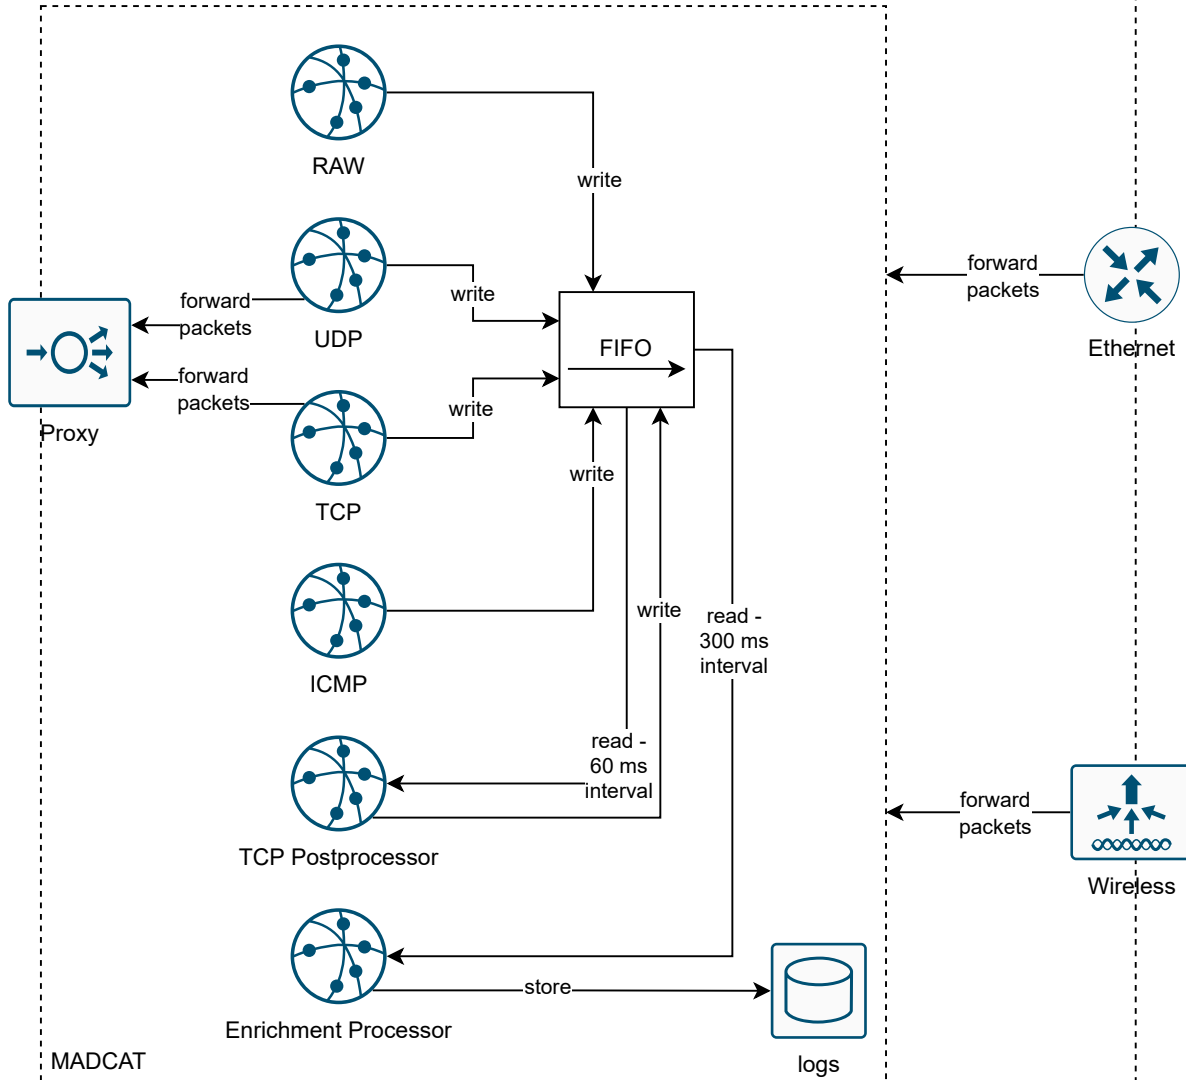 RAW
write
UDP
write
forward
packets
FIFO
forward
packets
Ethernet
forward
packets
Proxy
write
TCP
write
ICMP
write
read -
300 ms
interval
read -
60 ms
interval
TCP Postprocessor
forward
packets
Wireless
store
Enrichment Processor
MADCAT
logs